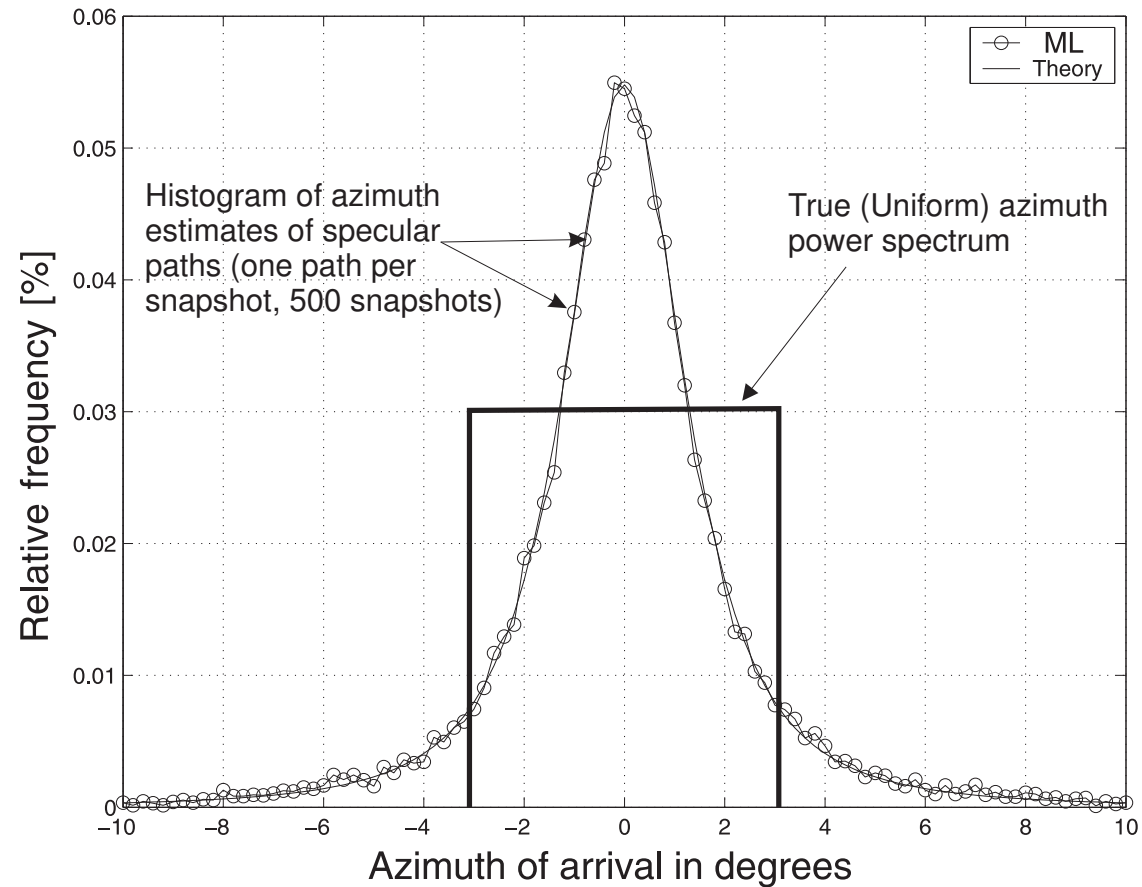 0.06
0.05
0.04
0.03
0.02
0.01
0
Relative frequency [%]
ML
Theory
Histogram of azimuth
estimates of specular
paths (one path per
snapshot, 500 snapshots)
True (Uniform) azimuth
power spectrum
−10 −8 −6 −4 −2 0 2 4 6 8 10
Azimuth of arrival in degrees